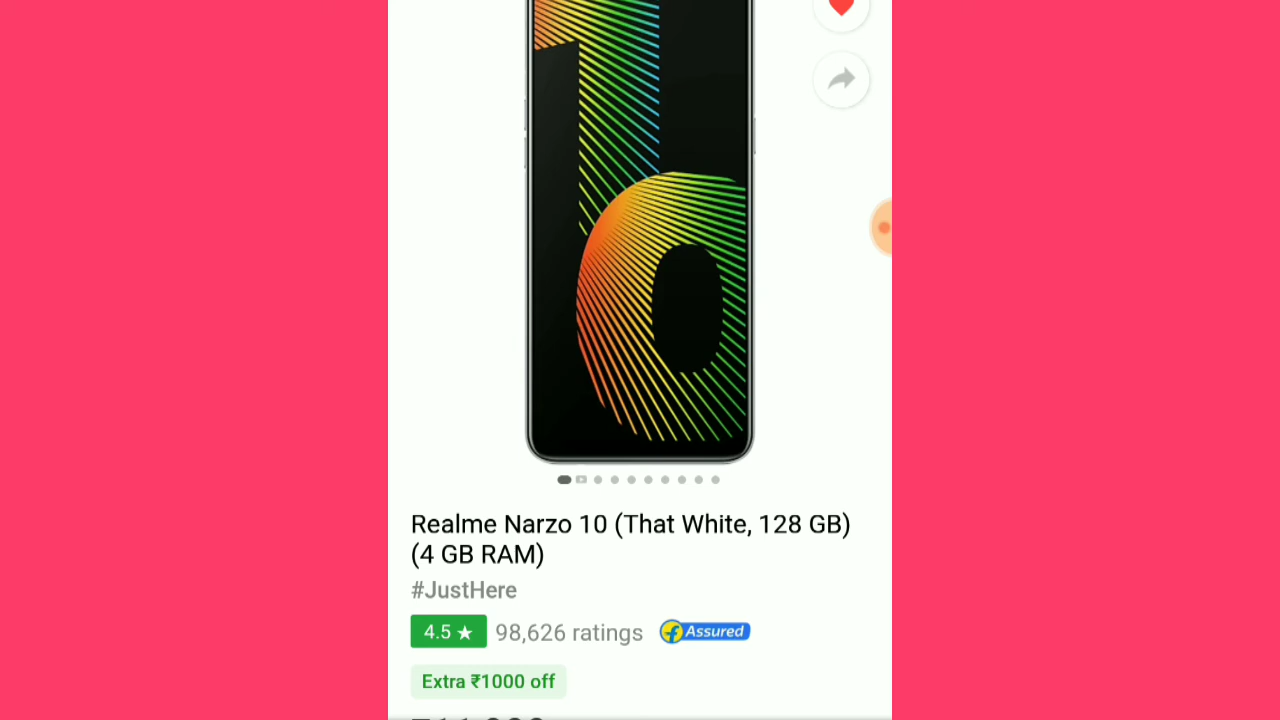 10
Realme Narzo 10 (That White, 128 GB)
(4 GB RAM)
#JustHere
4.5 ★ 98,626 ratings f Assured
Extra ₹1000 off